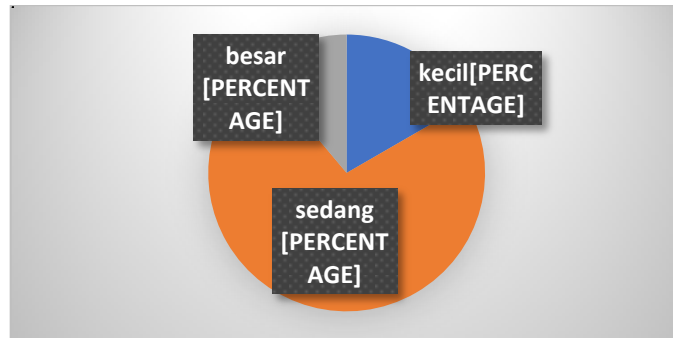 besar
[PERCENT
AGE]
kecil[PERC
ENTAGE]
sedang
[PERCENT
AGE]